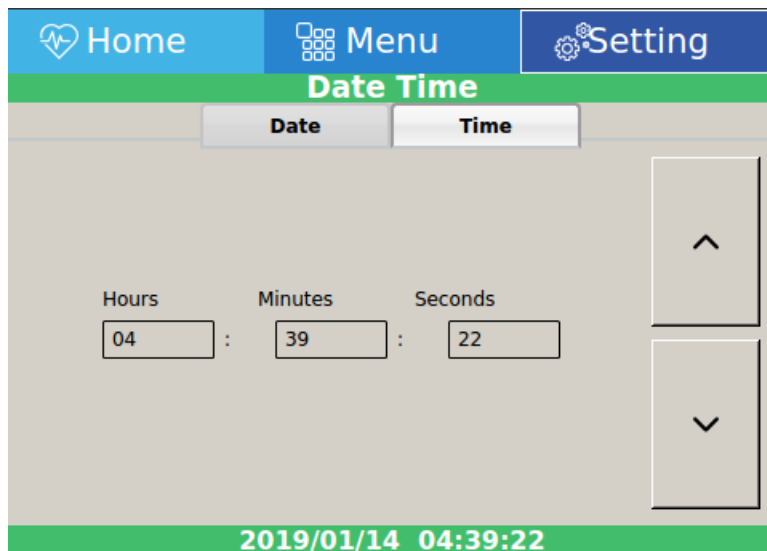 Home Menu Setting
Date Time
Date Time
Hours Minutes Seconds
04 : 39 : 22
2019/01/14 04:39:22